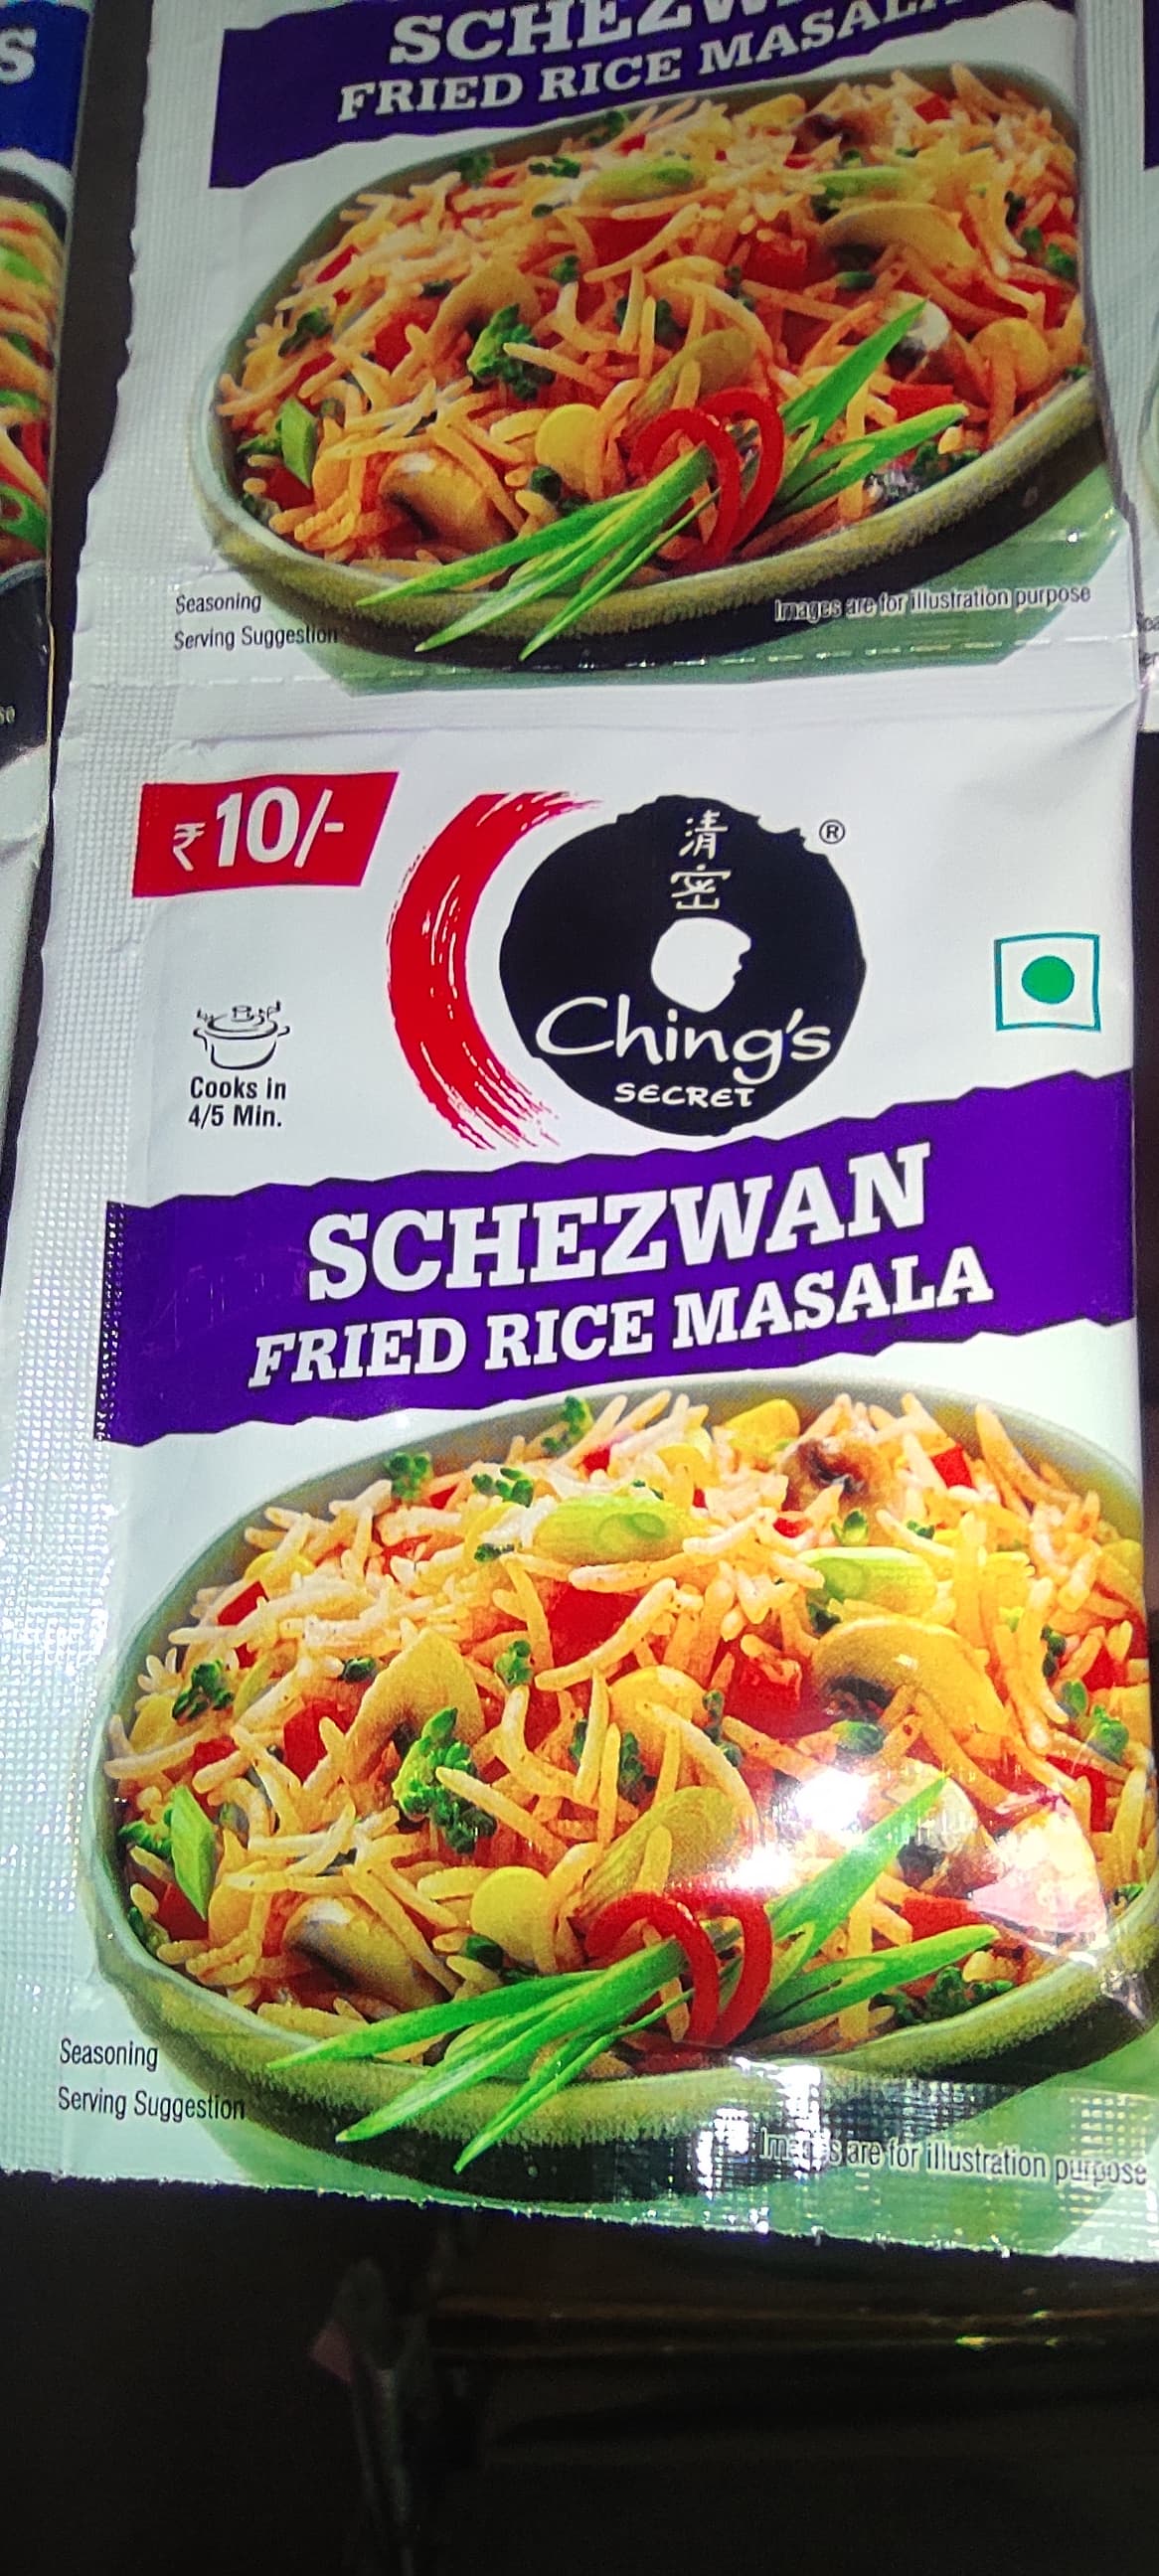 SCHEZW
FRIED RICE MASALA
Seasoning
Serving Suggestion
Images are for illustration purpose
₹10/-
清
密
®
Ching's
SECRET
Cooks in
4/5 Min.
SCHEZWAN
FRIED RICE MASALA
Seasoning
Serving Suggestion
Images are for illustration purpose